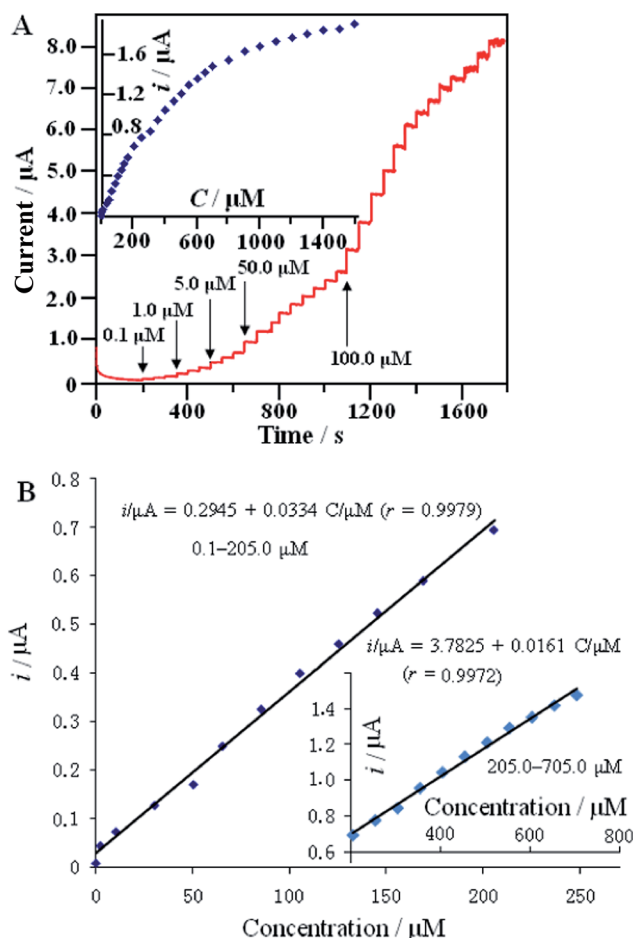 A
8.0
7.0
6.0
5.0
4.0
3.0
2.0
1.0
0
Current / μA
1.6
1.2
0.8
i / μA
C / μM
200 600 1000 1400
0.1 μM
1.0 μM
5.0 μM
50.0 μM
100.0 μM
0 400 800 1200 1600
Time / s
B
0.8
0.7
0.6
0.5
0.4
0.3
0.2
0.1
0
i / μA
i/μA = 0.2945 + 0.0334 C/μM (r = 0.9979)
0.1–205.0 μM
i/μA = 3.7825 + 0.0161 C/μM
(r = 0.9972)
1.4
1.2
1.0
0.8
0.6
i / μA
205.0–705.0 μM
Concentration / μM
400 600 800
0 50 100 150 200 250
Concentration / μM